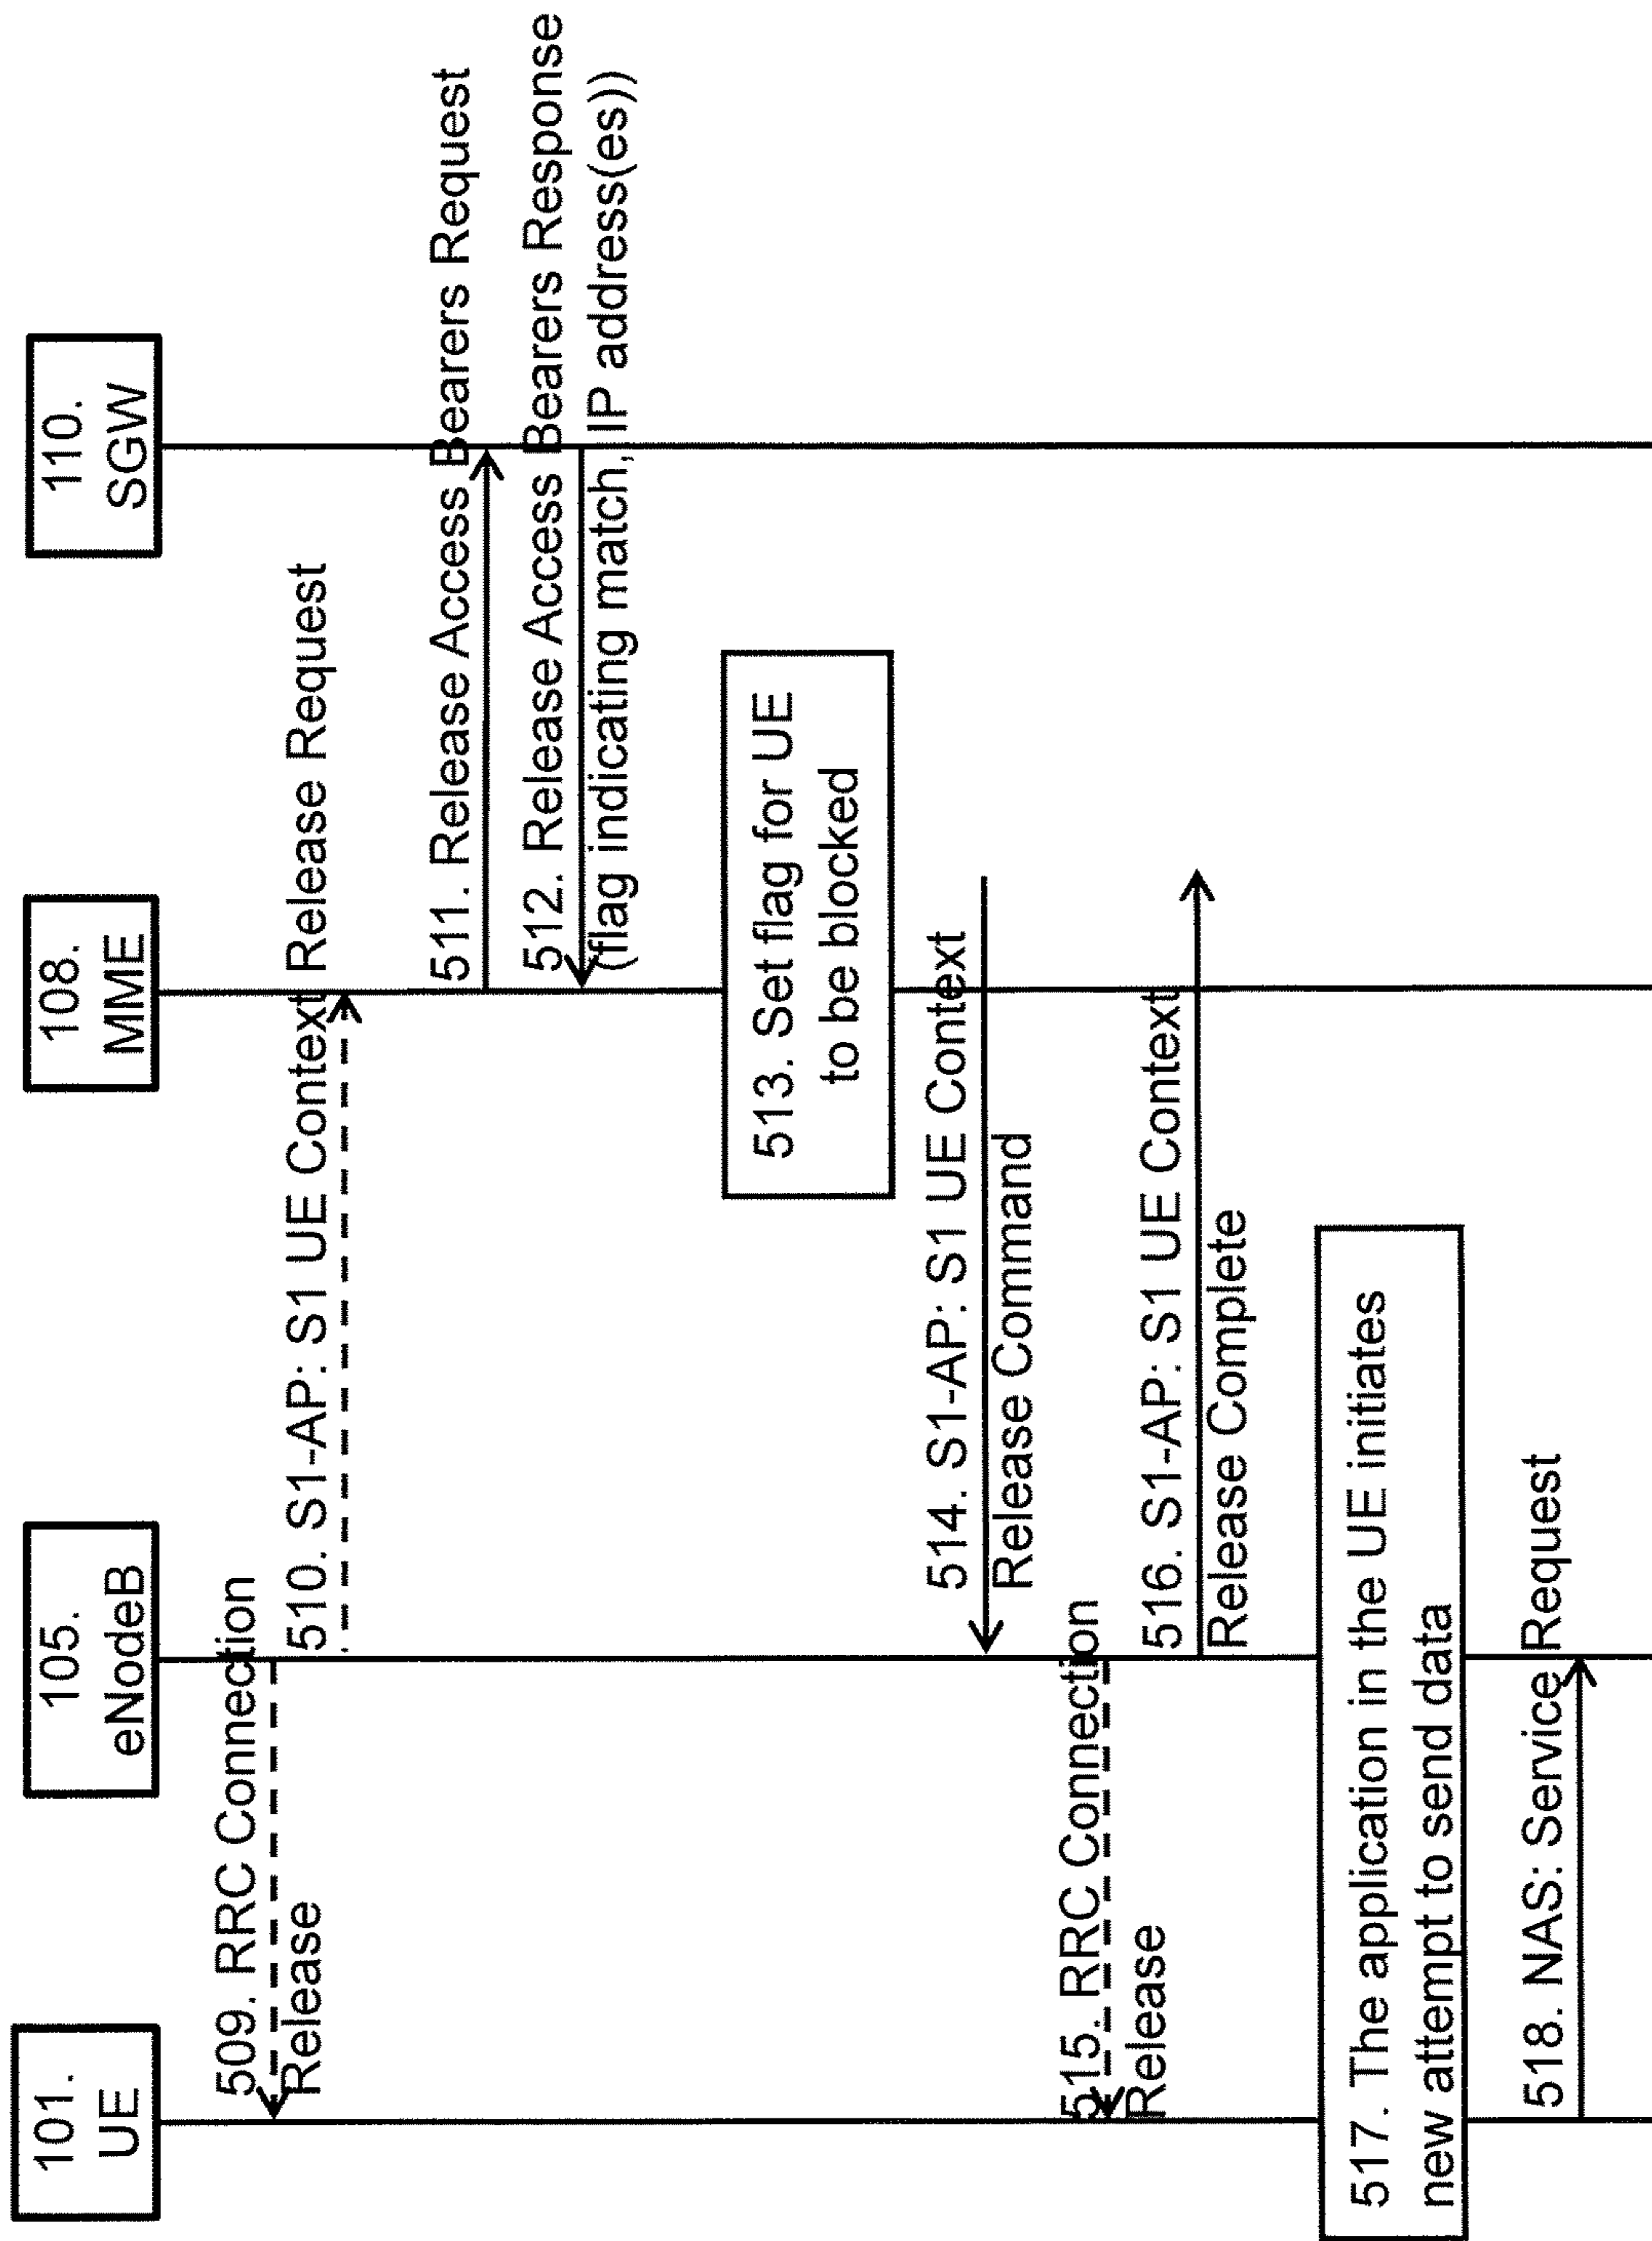 101.
UE
105.
eNodeB
108.
MME
110.
SGW
509. RRC Connection
Release
510. S1-AP: S1 UE Context Release Request
511. Release Access Bearers Request
512. Release Access Bearers Response
(flag indicating match, IP address(es))
513. Set flag for UE
to be blocked
514. S1-AP: S1 UE Context
Release Command
515. RRC Connection
Release
516. S1-AP: S1 UE Context
Release Complete
517. The application in the UE initiates
new attempt to send data
518. NAS: Service Request